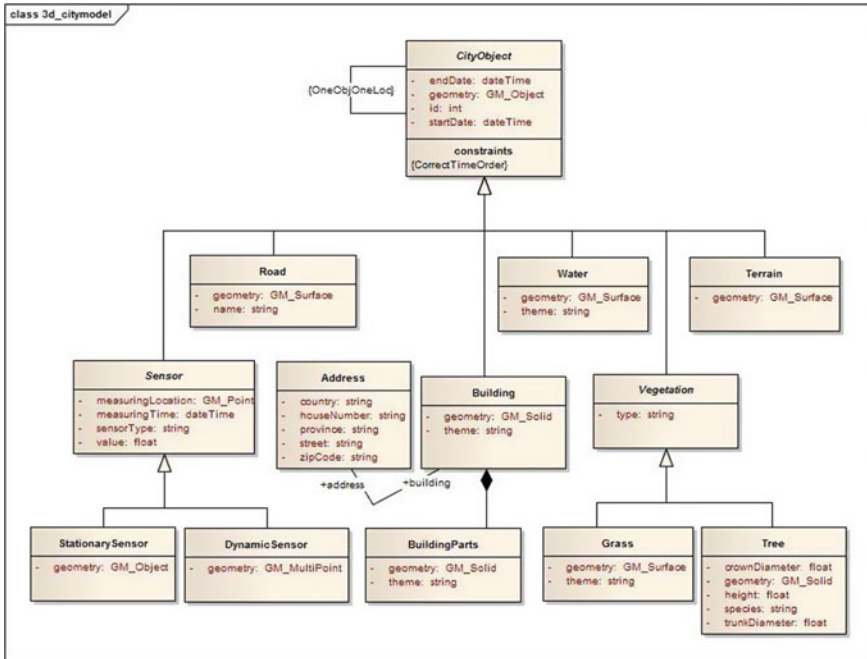 class 3d_citymodel
CityObject
- endDate: dateTime
- geometry: GM_Object
- id: int
- startDate: dateTime
constraints
{CorrectTimeOrder}
{OneObjOneLoc}
Road
- geometry: GM_Surface
- name: string
Water
- geometry: GM_Surface
- theme: string
Terrain
- geometry: GM_Surface
Sensor
- measuringLocation: GM_Point
- measuringTime: dateTime
- sensorType: string
- value: float
Address
- country: string
- houseNumber: string
- province: string
- street: string
- zipCode: string
Building
- geometry: GM_Solid
- theme: string
Vegetation
- type: string
+address
+building
StationarySensor
- geometry: GM_Object
DynamicSensor
- geometry: GM_MultiPoint
BuildingParts
- geometry: GM_Solid
- theme: string
Grass
- geometry: GM_Surface
- theme: string
Tree
- crownDiameter: float
- geometry: GM_Solid
- height: float
- species: string
- trunkDiameter: float